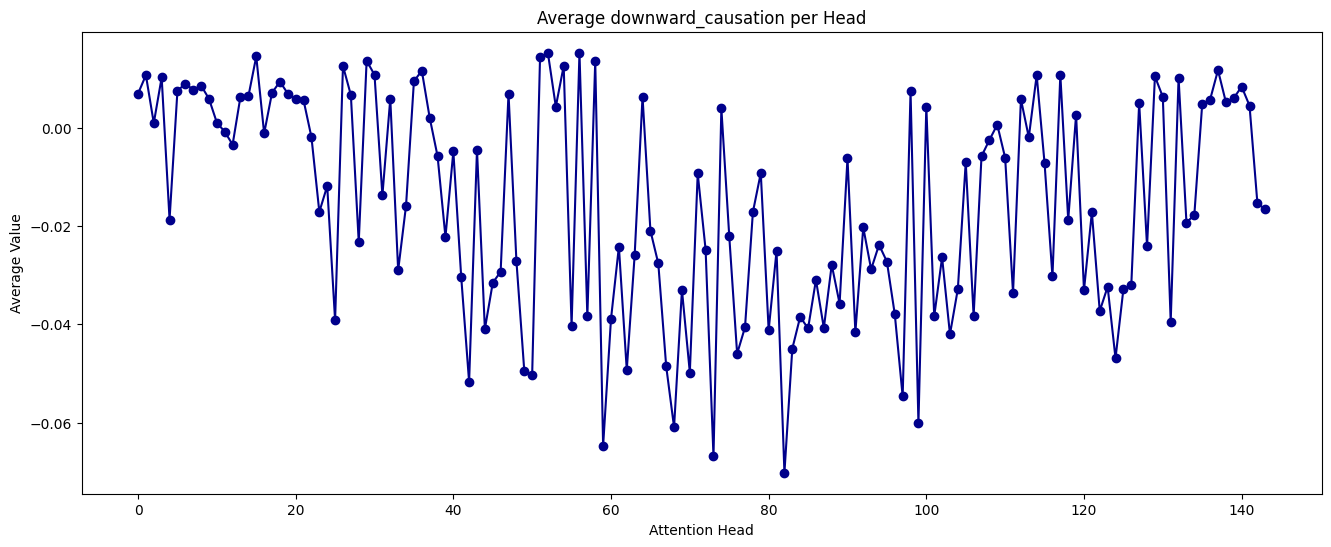 Average downward_causation per Head
Average Value
0.00
−0.02
−0.04
−0.06
0 20 40 60 80 100 120 140
Attention Head